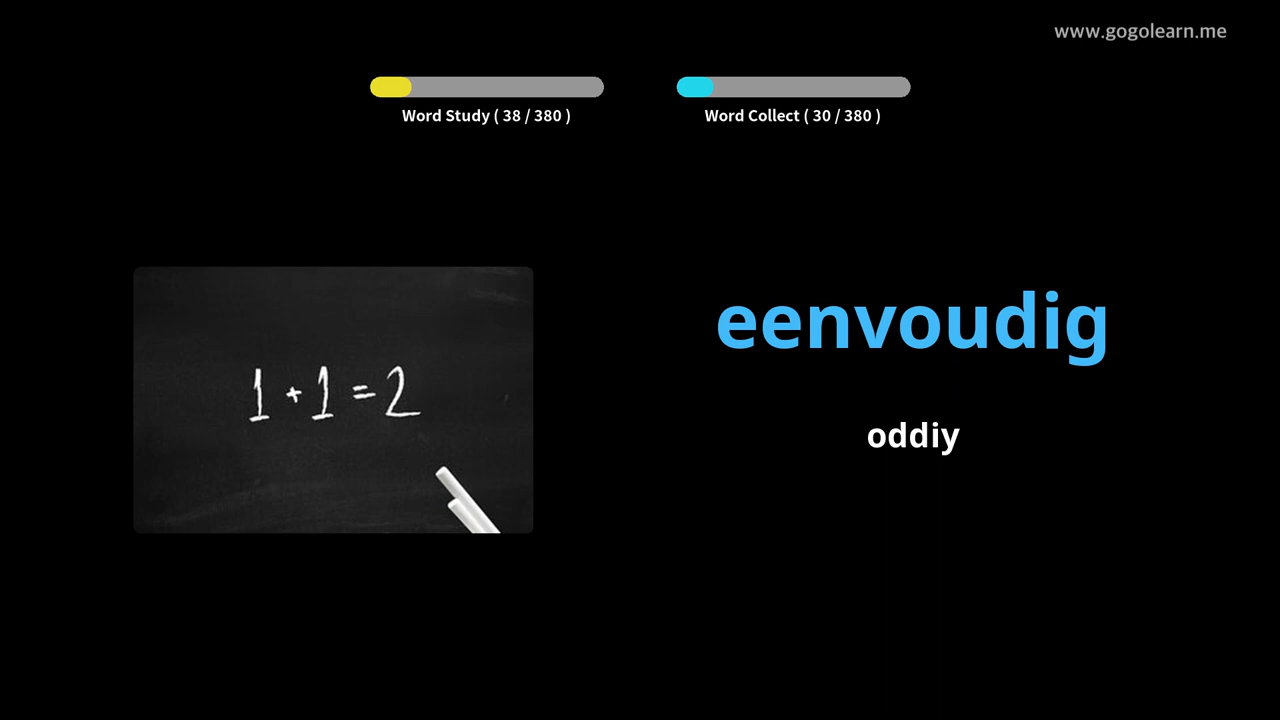 www.gogolearn.me
Word Study ( 38 / 380 )
Word Collect ( 30 / 380 )
eenvoudig
1 + 1 = 2
oddiy